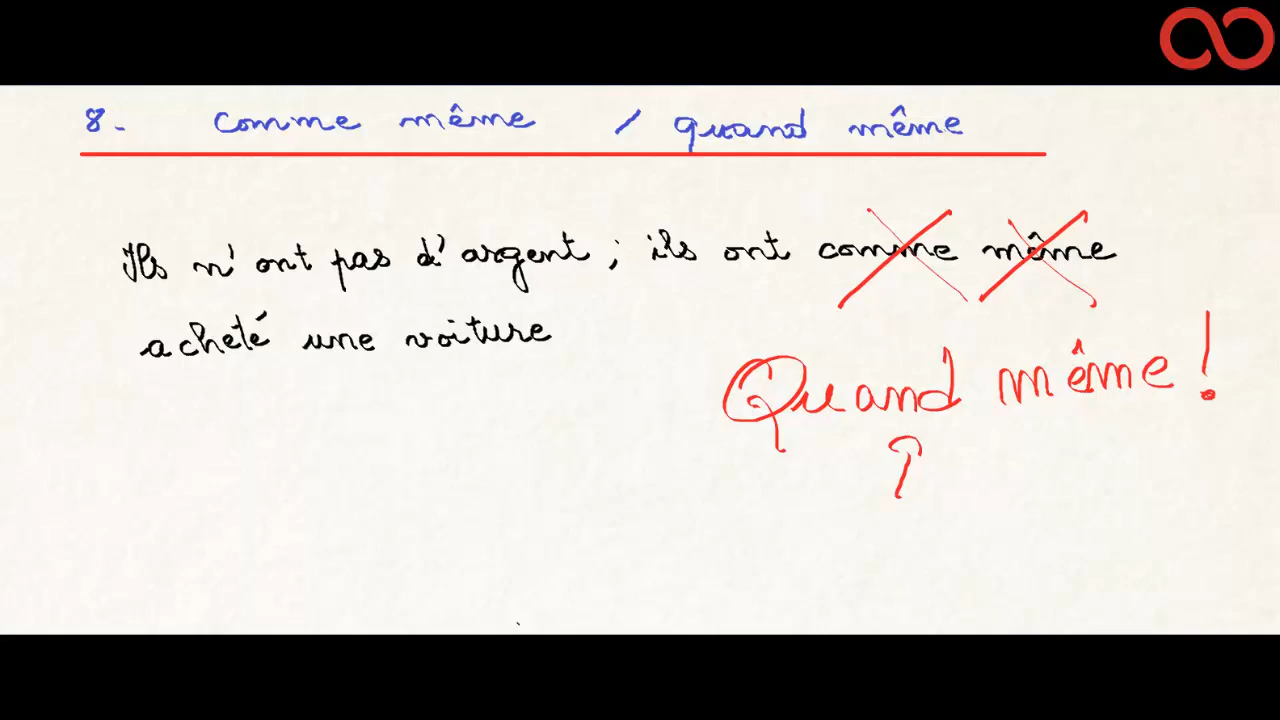 8. comme même / quand même
Ils n'ont pas d'argent ; ils ont comme même
acheté une voiture
Quand même !